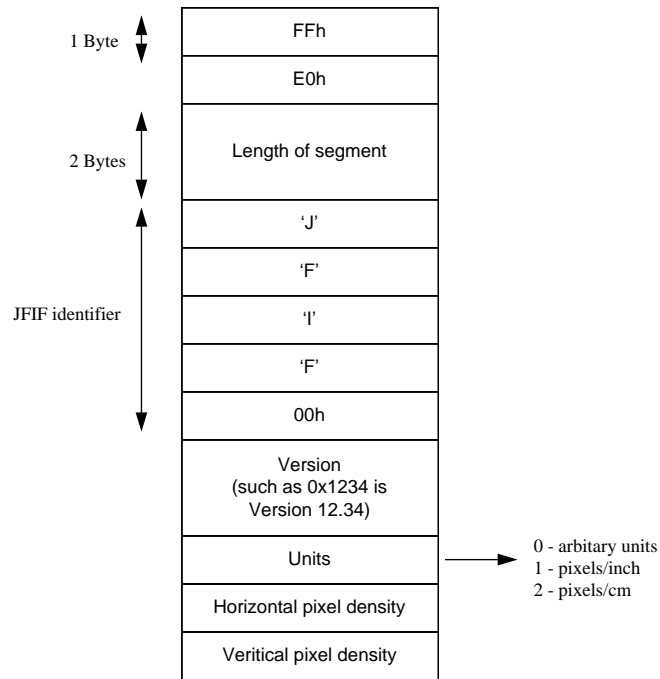 1 Byte
FFh
E0h
2 Bytes
Length of segment
JFIF identifier
‘J’
‘F’
‘I’
‘F’
00h
Version
(such as 0x1234 is
Version 12.34)
Units
0 - arbitary units
1 - pixels/inch
2 - pixels/cm
Horizontal pixel density
Veritical pixel density